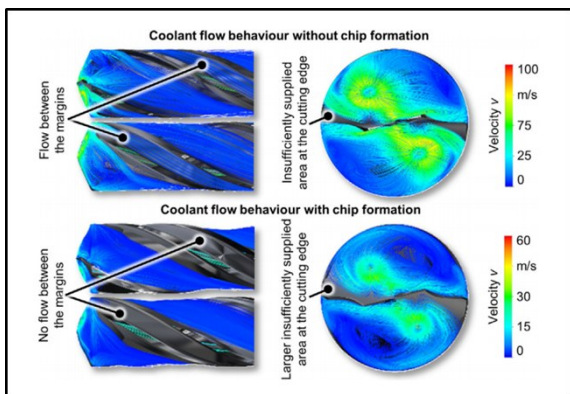 Coolant flow behaviour without chip formation
Flow between
the margins
Insufficiently supplied
area at the cutting edge
100
m/s
75
25
0
Velocity v
Coolant flow behaviour with chip formation
No flow between
the margins
Larger insufficiently supplied
area at the cutting edge
60
m/s
30
15
0
Velocity v